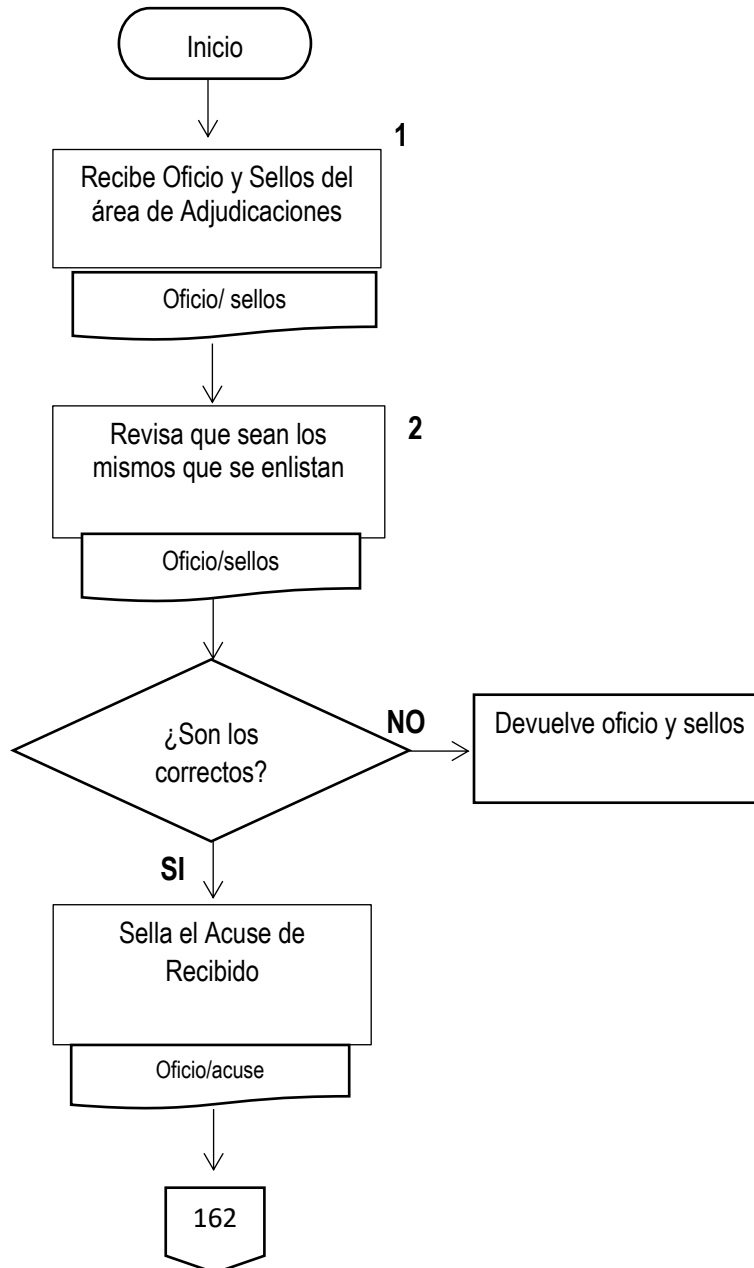 Inicio
1
Recibe Oficio y Sellos del
área de Adjudicaciones
Oficio/ sellos
Revisa que sean los
mismos que se enlistan
2
Oficio/sellos
¿Son los
correctos?
NO
Devuelve oficio y sellos
SI
Sella el Acuse de
Recibido
Oficio/acuse
162